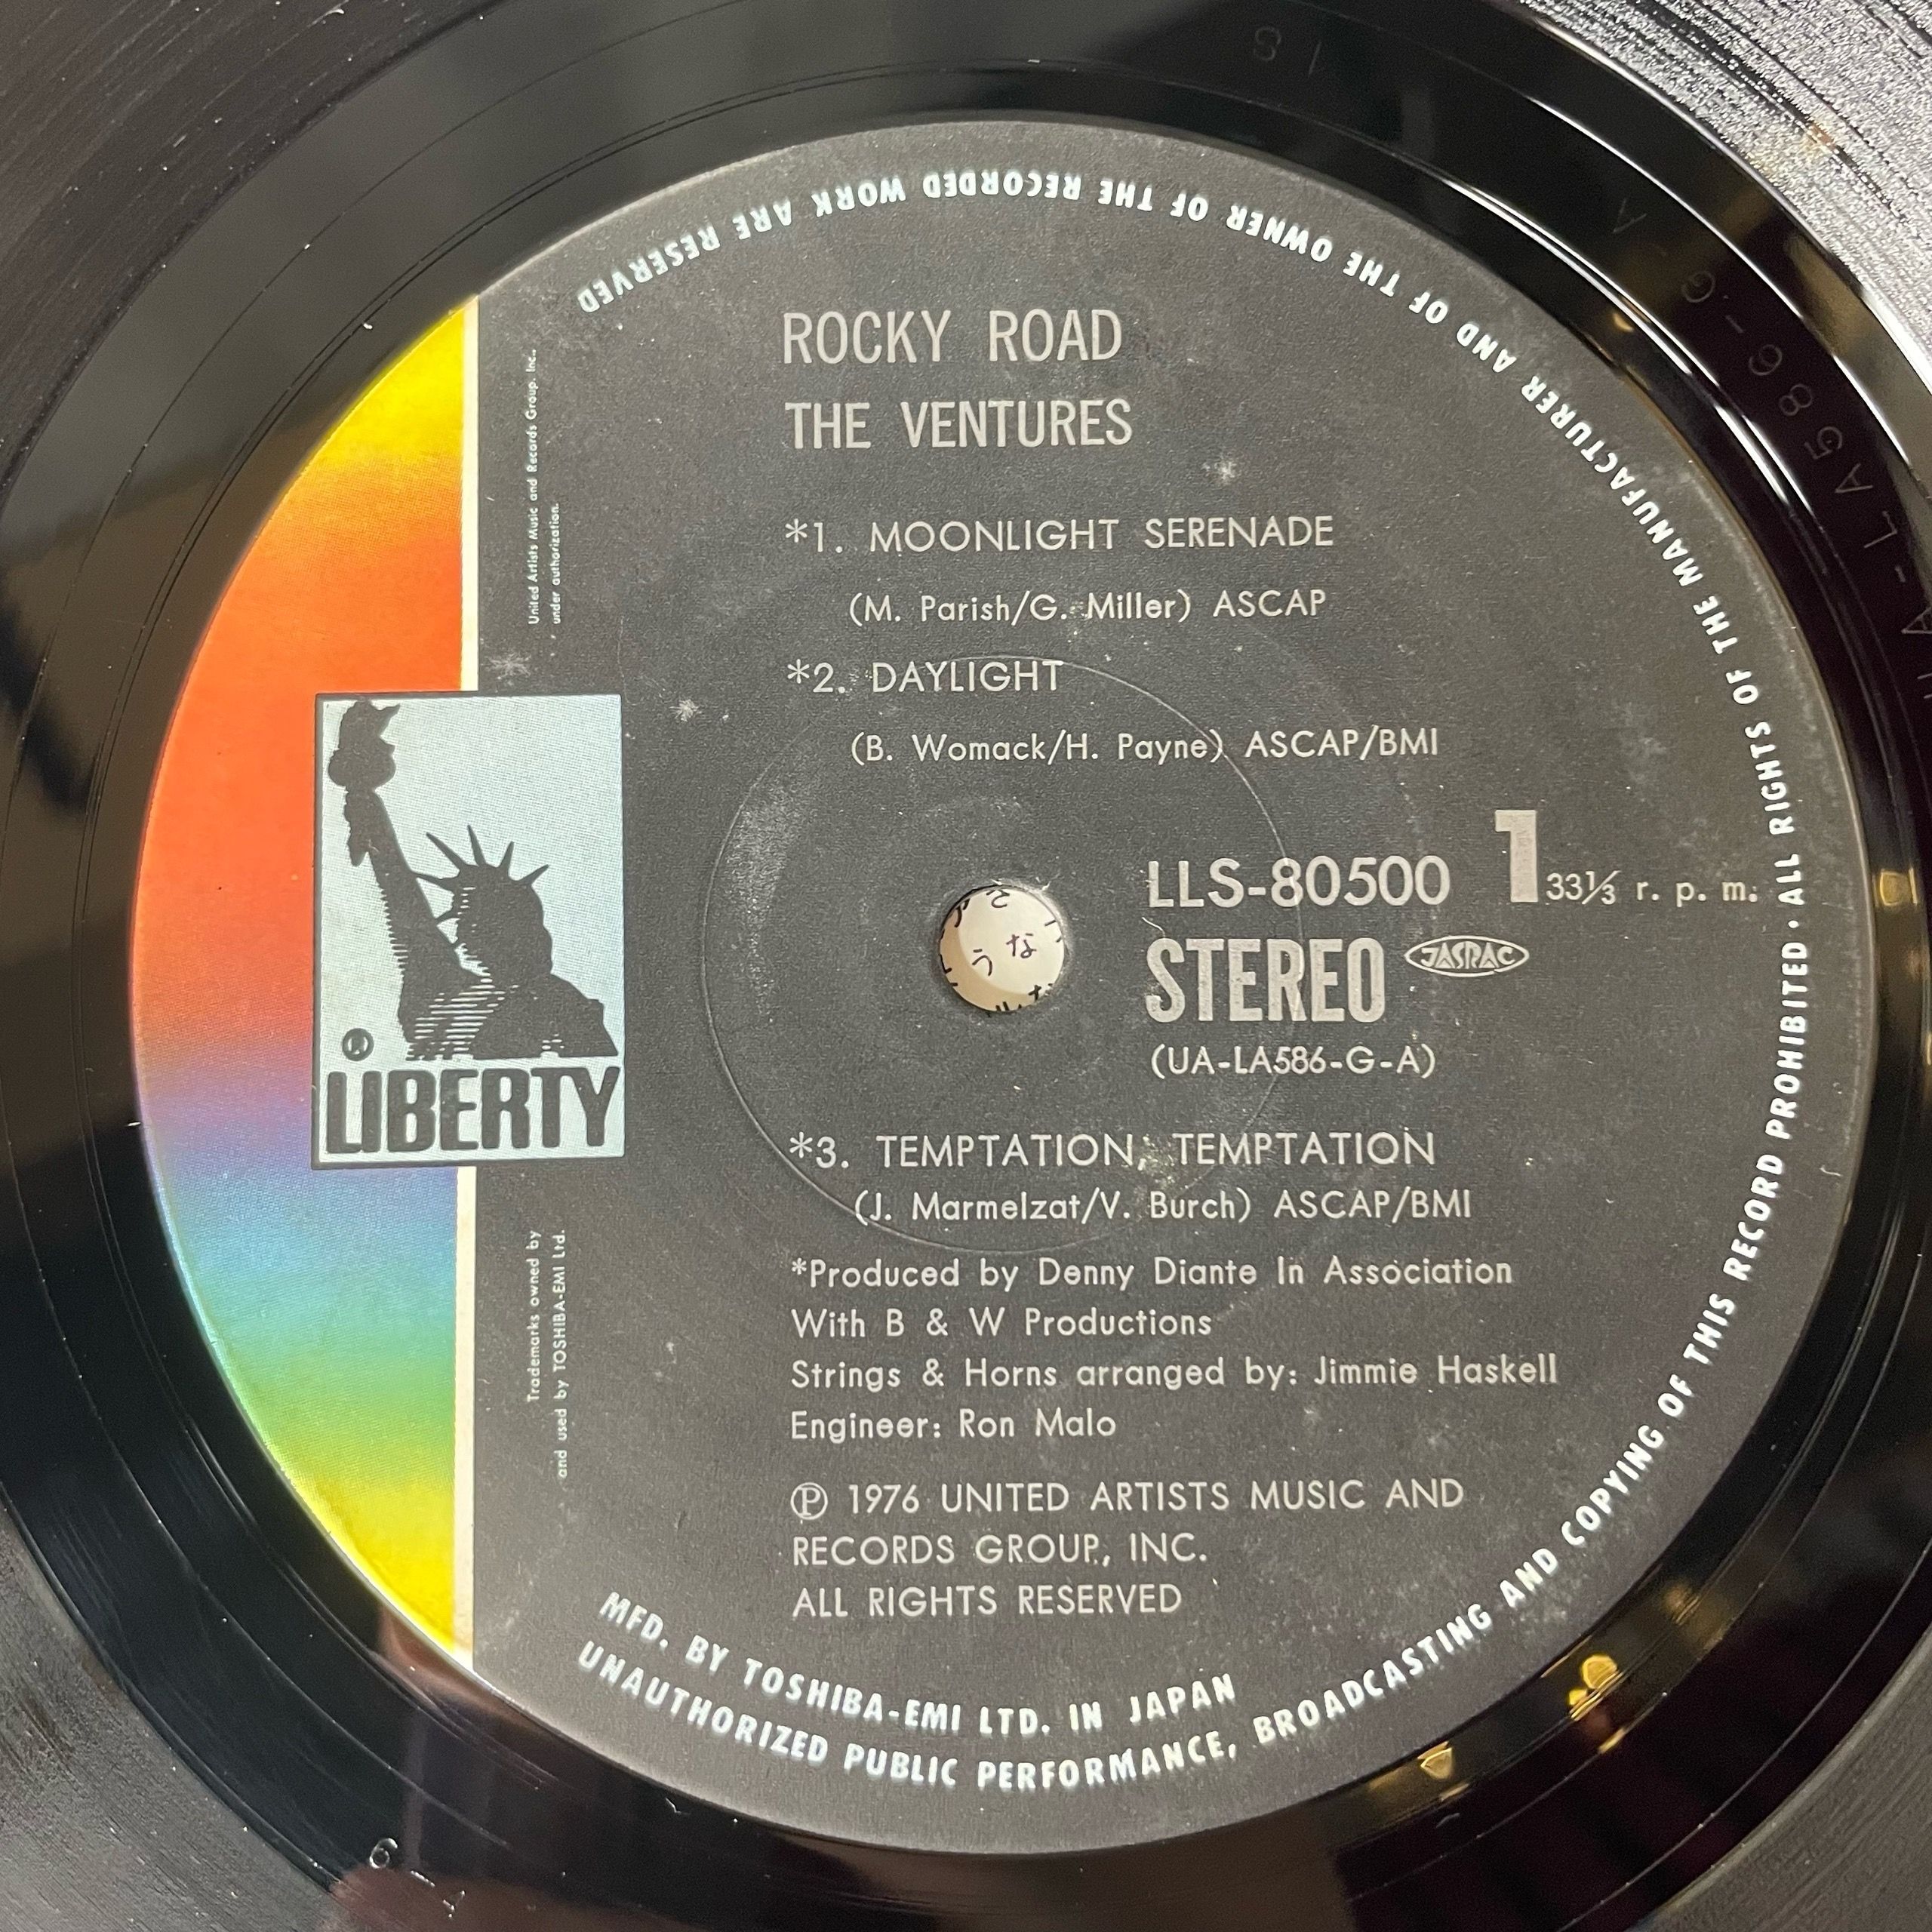 ROCKY ROAD
THE VENTURES
*1. MOONLIGHT SERENADE
(M. Parish/G. Miller) ASCAP
*2. DAYLIGHT
(B. Womack/H. Payne) ASCAP/BMI
LLS-80500 1 33⅓ r. p. m.
STEREO JASRAC
(UA-LA586-G-A)
*3. TEMPTATION, TEMPTATION
(J. Marmelzat/V. Burch) ASCAP/BMI
*Produced by Denny Diante In Association
With B & W Productions
Strings & Horns arranged by: Jimmie Haskell
Engineer: Ron Malo
Ⓟ 1976 UNITED ARTISTS MUSIC AND
RECORDS GROUP, INC.
ALL RIGHTS RESERVED
MFD. BY TOSHIBA-EMI LTD. IN JAPAN
UNAUTHORIZED PUBLIC PERFORMANCE, BROADCASTING AND COPYING OF THIS RECORD PROHIBITED · ALL RIGHTS OF THE MANUFACTURER AND OF THE OWNER OF THE RECORDED WORK ARE RESERVED
United Artists Music and Records Group. Inc.,
under authorization.
® LIBERTY
Trademarks owned by
and used by TOSHIBA-EMI Ltd.
UA-LA586-G-A
1S
うな